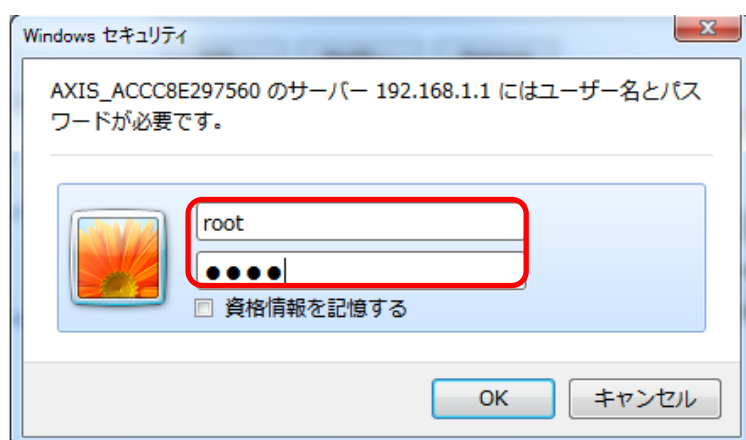 Windows セキュリティ
AXIS_ACCC8E297560 のサーバー 192.168.1.1 にはユーザー名とパス
ワードが必要です。
root
●●●●
資格情報を記憶する
OK
キャンセル